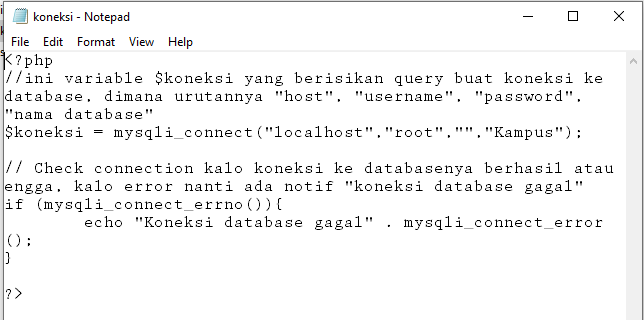 koneksi - Notepad
File Edit Format View Help
<?php
//ini variable $koneksi yang berisikan query buat koneksi ke
database, dimana urutannya "host", "username", "password",
"nama database"
$koneksi = mysqli_connect("localhost","root","","Kampus");
// Check connection kalo koneksi ke databasenya berhasil atau
engga, kalo error nanti ada notif "koneksi database gagal"
if (mysqli_connect_errno()){
echo "Koneksi database gagal" . mysqli_connect_error
();
}
?>